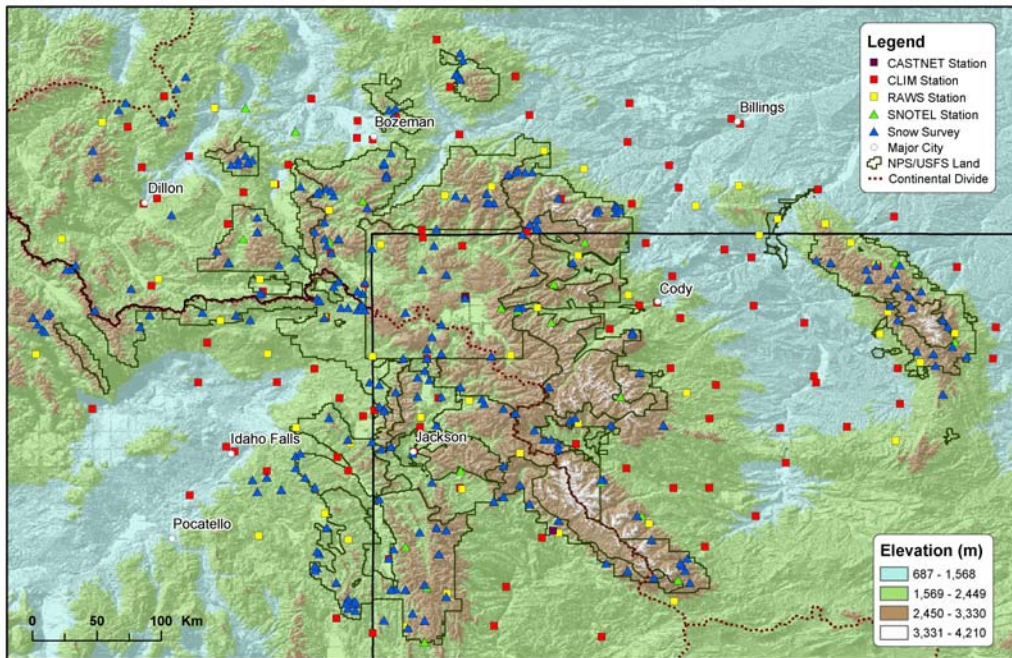 Legend
CASTNET Station
CLIM Station
RAWS Station
SNOTEL Station
Snow Survey
Major City
NPS/USFS Land
Continental Divide
Billings
Bozeman
Dillon
Cody
Idaho Falls
Jackson
Pocatello
Elevation (m)
687 - 1,568
1,569 - 2,449
2,450 - 3,330
3,331 - 4,210
0 50 100 Km